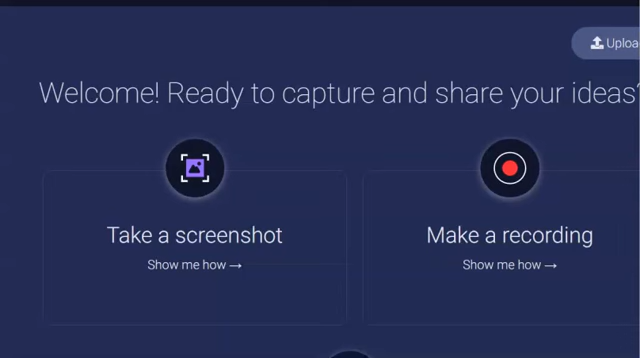 Welcome! Ready to capture and share your ideas?
Take a screenshot
Show me how →
Make a recording
Show me how →